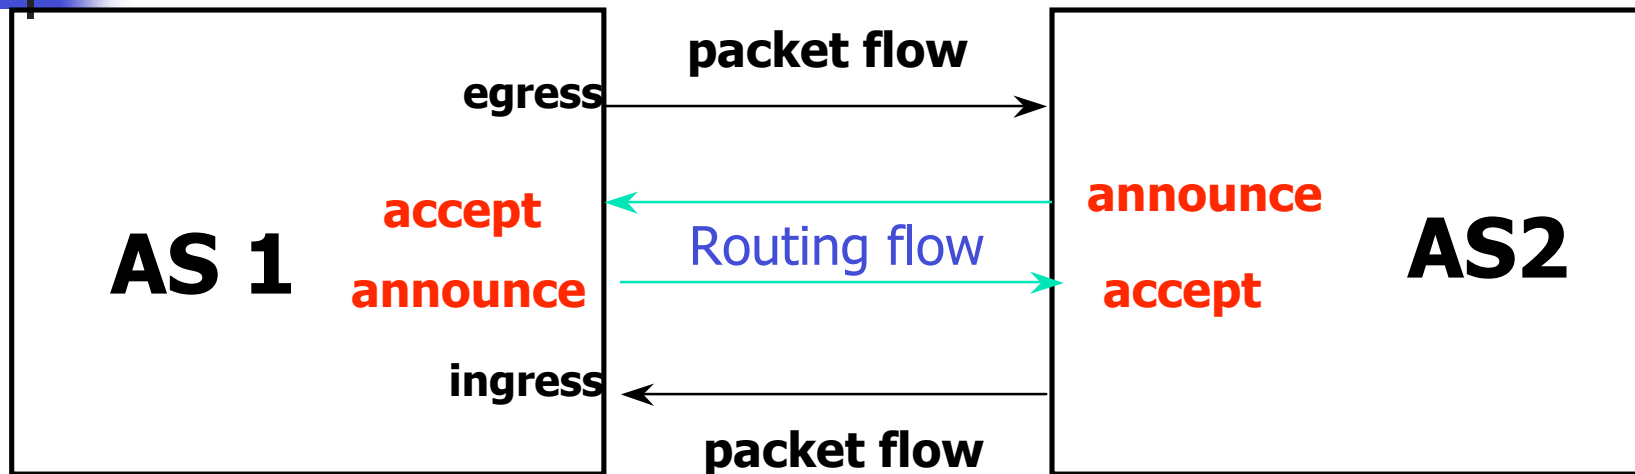 packet flow
egress
accept
announce
Routing flow
AS 1
AS2
announce
accept
ingress
packet flow